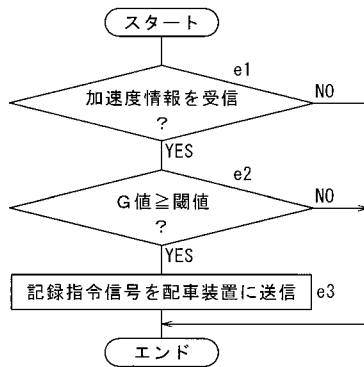 スタート
e1
加速度情報を受信
?
NO
YES
e2
G値≧閾値
?
NO
YES
記録指令信号を配車装置に送信
e3
エンド